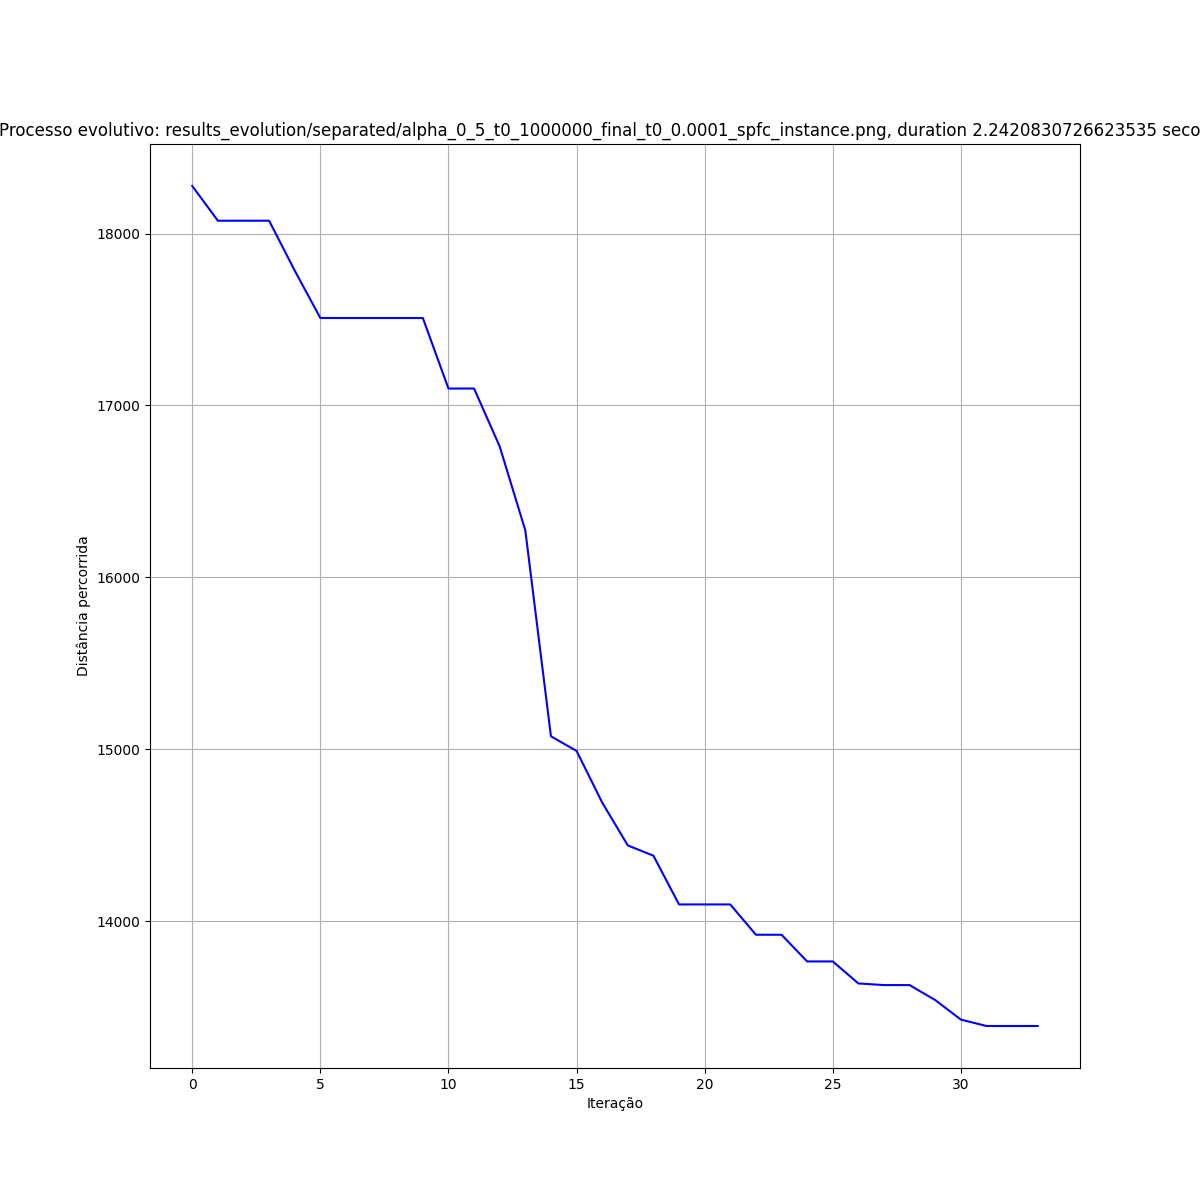 Processo evolutivo: results_evolution/separated/alpha_0_5_t0_1000000_final_t0_0.0001_spfc_instance.png, duration 2.2420830726623535 seco
18000
17000
16000
15000
14000
Distância percorrida
0 5 10 15 20 25 30
Iteração